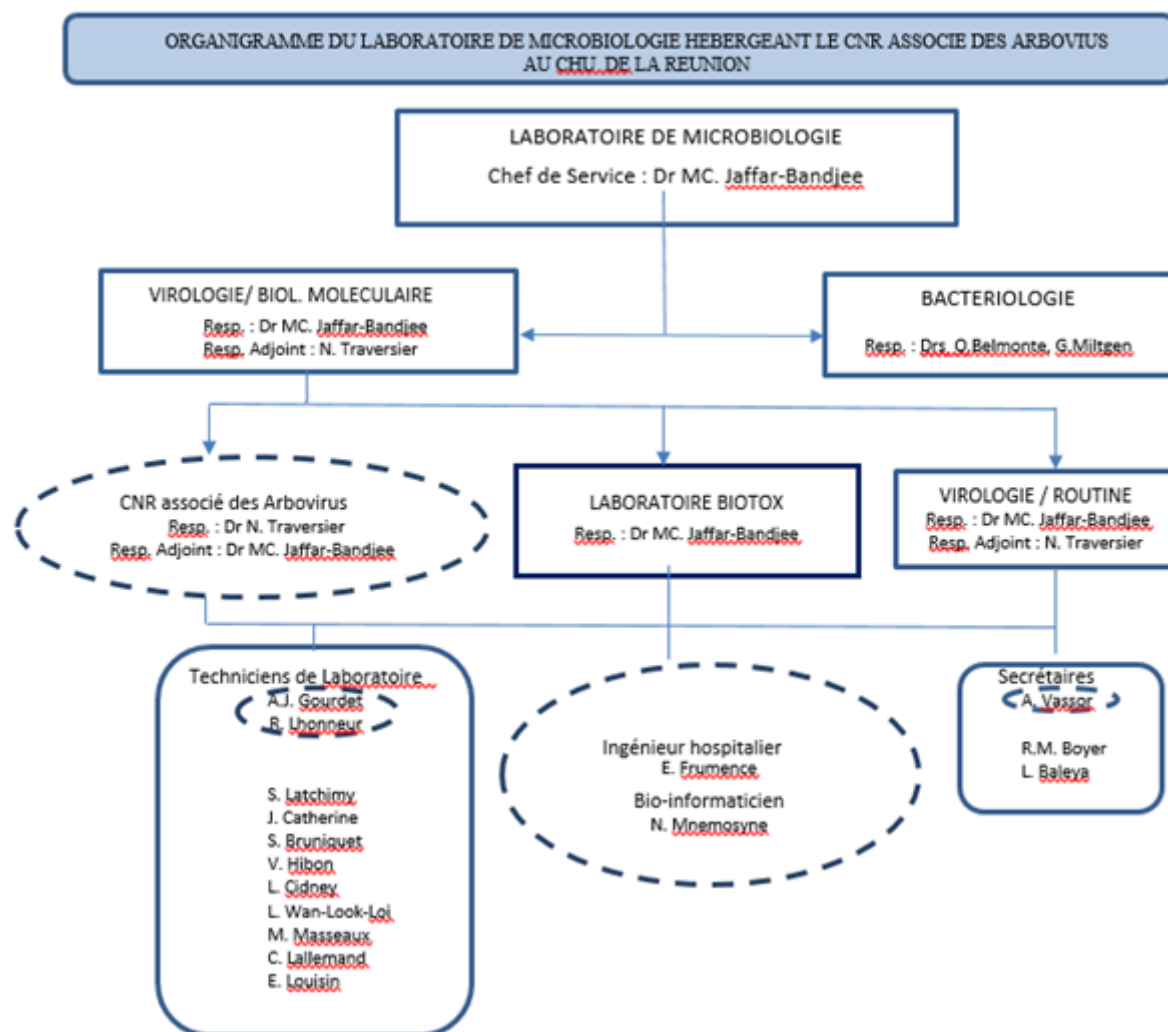 ORGANIGRAMME DU LABORATOIRE DE MICROBIOLOGIE HEBERGEANT LE CNR ASSOCIE DES ARBOVIUS
AU CHU DE LA REUNION
LABORATOIRE DE MICROBIOLOGIE
Chef de Service : Dr MC. Jaffar-Bandjee
VIROLOGIE/ BIOL. MOLECULAIRE
Resp. : Dr MC. Jaffar-Bandjee
Resp. Adjoint : N. Traversier
BACTERIOLOGIE
Resp. : Drs. O.Belmonte, G.Miltgen
CNR associé des Arbovirus
Resp. : Dr N. Traversier
Resp. Adjoint : Dr MC. Jaffar-Bandjee
LABORATOIRE BIOTOX
Resp. : Dr MC. Jaffar-Bandjee
VIROLOGIE / ROUTINE
Resp. : Dr MC. Jaffar-Bandjee
Resp. Adjoint : N. Traversier
Techniciens de Laboratoire
A.J. Gourdet
R. Lhonneur
S. Latchimy
J. Catherine
S. Bruniquet
V. Hibon
L. Cidney
L. Wan-Look-Loi
M. Masseaux
C. Lallemand
E. Louisin
Ingénieur hospitalier
E. Frumence
Bio-informaticien
N. Mnemosyne
Secrétaires
A. Vassor
R.M. Boyer
L. Baleya